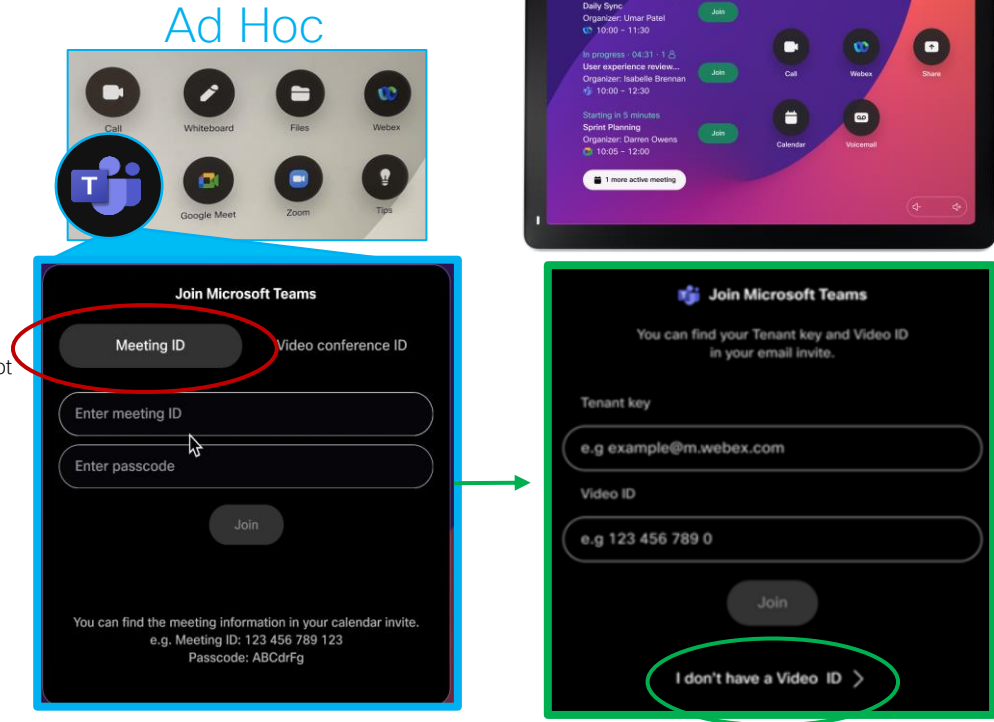 Ad Hoc
Call
Whiteboard
Files
Webex
T
Google Meet
Zoom
Tips
Daily Sync
Organizer: Umar Patel
10:00 – 11:30
Join
In progress · 04:31 · 1
User experience review...
Organizer: Isabelle Brennan
10:00 – 12:30
Join
Starting in 5 minutes
Sprint Planning
Organizer: Darren Owens
10:05 – 12:00
Join
1 more active meeting
Call
Webex
Share
Calendar
Voicemail
Join Microsoft Teams
Meeting ID
Video conference ID
Enter meeting ID
Enter passcode
Join
You can find the meeting information in your calendar invite.
e.g. Meeting ID: 123 456 789 123
Passcode: ABCdrFg
Join Microsoft Teams
You can find your Tenant key and Video ID
in your email invite.
Tenant key
e.g example@m.webex.com
Video ID
e.g 123 456 789 0
Join
I don't have a Video ID >